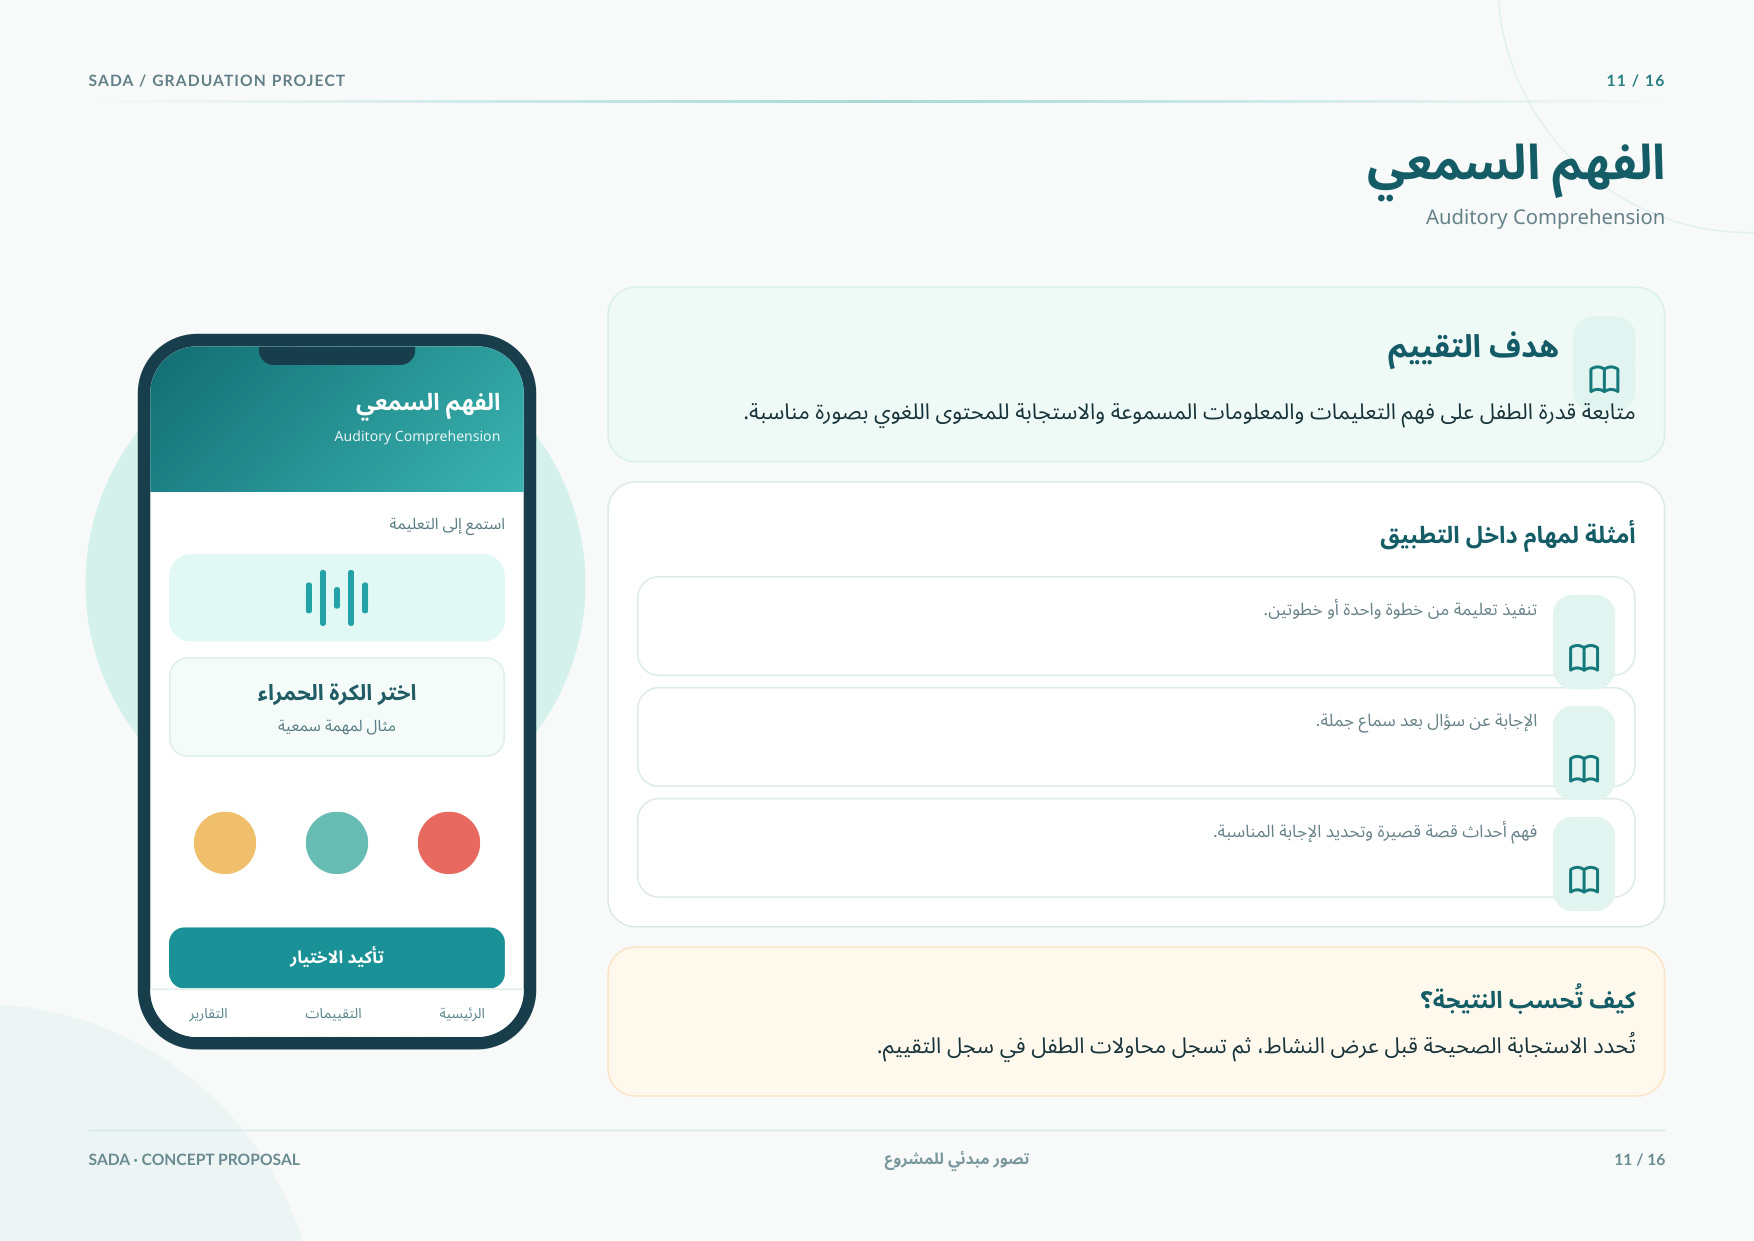 SADA / GRADUATION PROJECT
11 / 16
الفهم السمعي
Auditory Comprehension
هدف التقييم
متابعة قدرة الطفل على فهم التعليمات والمعلومات المسموعة والاستجابة للمحتوى اللغوي بصورة مناسبة.
أمثلة لمهام داخل التطبيق
تنفيذ تعليمة من خطوة واحدة أو خطوتين.
الإجابة عن سؤال بعد سماع جملة.
فهم أحداث قصة قصيرة وتحديد الإجابة المناسبة.
كيف تُحسب النتيجة؟
تُحدد الاستجابة الصحيحة قبل عرض النشاط، ثم تسجل محاولات الطفل في سجل التقييم.
الفهم السمعي
Auditory Comprehension
استمع إلى التعليمة
اختر الكرة الحمراء
مثال لمهمة سمعية
تأكيد الاختيار
الرئيسية
التقييمات
التقارير
SADA · CONCEPT PROPOSAL
تصور مبدئي للمشروع
11 / 16